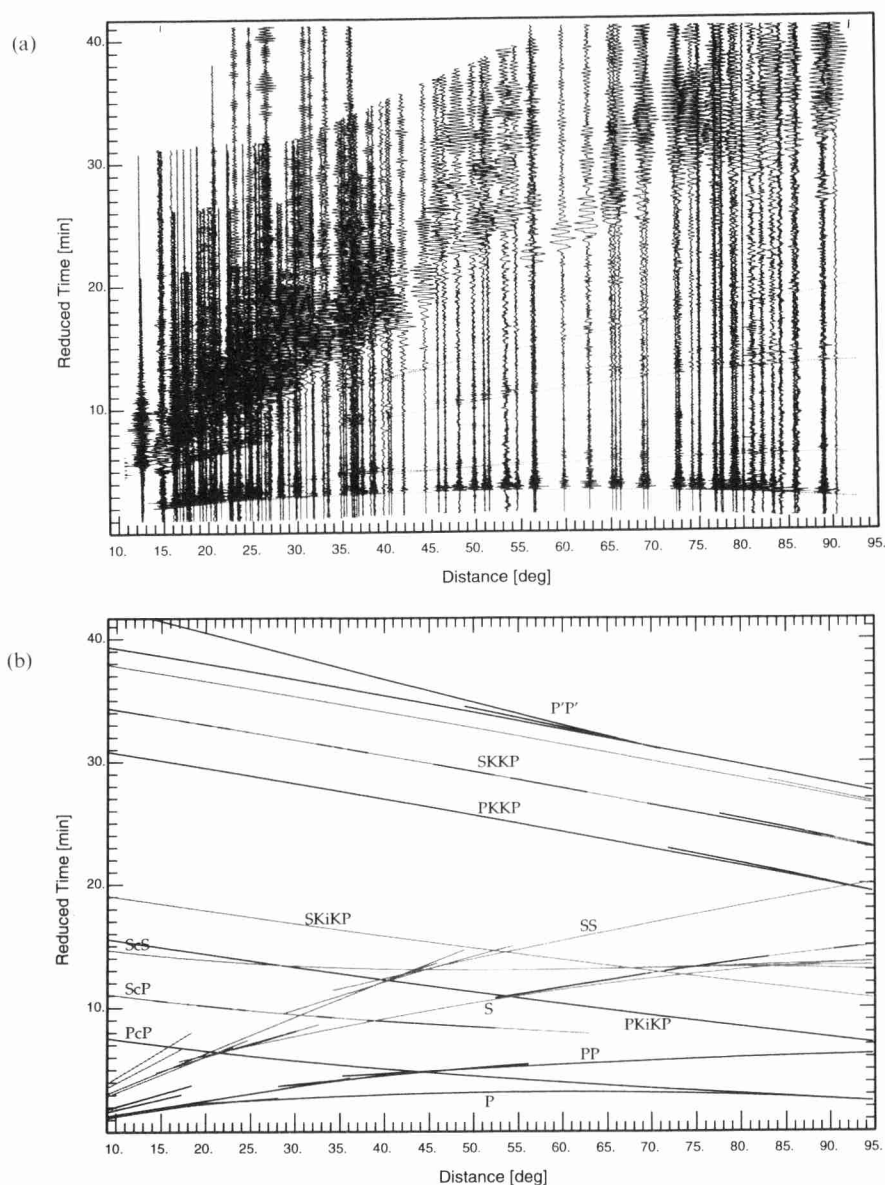 (a)
40.
30.
20.
10.
Reduced Time [min]
10. 15. 20. 25. 30. 35. 40. 45. 50. 55. 60. 65. 70. 75. 80. 85. 90. 95.
Distance [deg]
(b)
40.
30.
20.
10.
Reduced Time [min]
P'P'
SKKP
PKKP
SKiKP
SS
ScS
ScP
S
PKiKP
PcP
PP
P
10. 15. 20. 25. 30. 35. 40. 45. 50. 55. 60. 65. 70. 75. 80. 85. 90. 95.
Distance [deg]